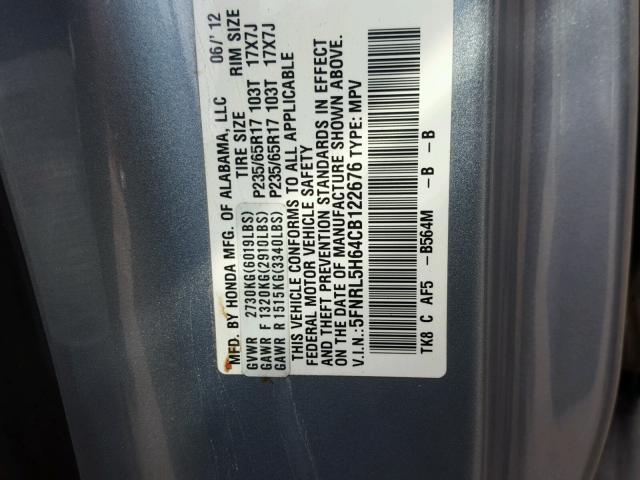 MFD. BY HONDA MFG. OF ALABAMA, LLC 06/'12
TIRE SIZE RIM SIZE
GVWR 2730KG(6019LBS)
GAWR F 1320KG(2910LBS) P235/65R17 103T 17X7J
GAWR R 1515KG(3340LBS) P235/65R17 103T 17X7J
THIS VEHICLE CONFORMS TO ALL APPLICABLE
FEDERAL MOTOR VEHICLE SAFETY
AND THEFT PREVENTION STANDARDS IN EFFECT
ON THE DATE OF MANUFACTURE SHOWN ABOVE.
V.I.N.:5FNRL5H64CB122676 TYPE: MPV
TK8 C AF5 -B564M -B -B